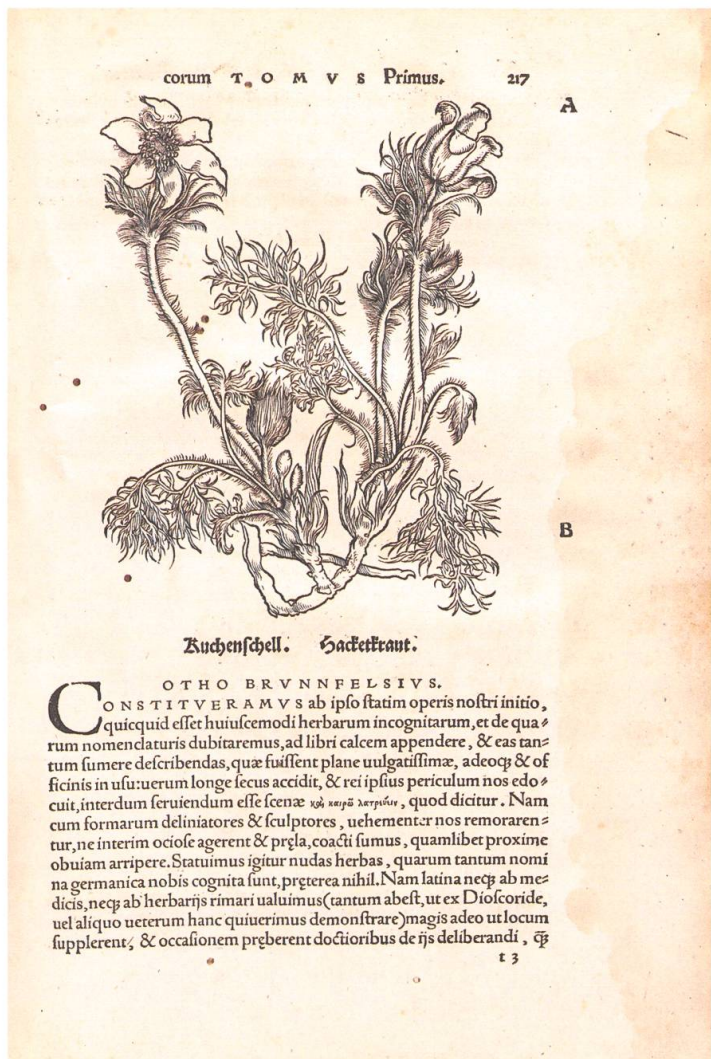 corum TOMVS Primus. 217
A
B
Kuchenschell. Hacketkraut.
OTHO BRVNNFELSIVS.
CONSTITVERAMVS ab ipso statim operis nostri initio,
quicquid esset huiuscemodi herbarum incognitarum, et de qua⸗
rum nomenclaturis dubitaremus, ad libri calcem appendere, & eas tan⸗
tum sumere describendas, quæ fuissent plane uulgatissimæ, adeoq́; & of
ficinis in usu: uerum longe secus accidit, & rei ipsius periculum nos edo⸗
cuit, interdum seruiendum esse scenæ καὶ καιρῷ λατρεύειν, quod dicitur. Nam
cum formarum deliniatores & sculptores, uehementer nos remoraren⸗
tur, ne interim ociose agerent & pręla, coacti sumus, quamlibet proxime
obuiam arripere. Statuimus igitur nudas herbas, quarum tantum nomi
na germanica nobis cognita sunt, pręterea nihil. Nam latina neq́; ab me⸗
dicis, neq́; ab herbarijs rimari ualuimus (tantum abest, ut ex Dioscoride,
uel aliquo ueterum hanc quiuerimus demonstrare) magis adeo ut locum
supplerent, & occasionem pręberent doctioribus de ijs deliberandi, q̃͛
t 3